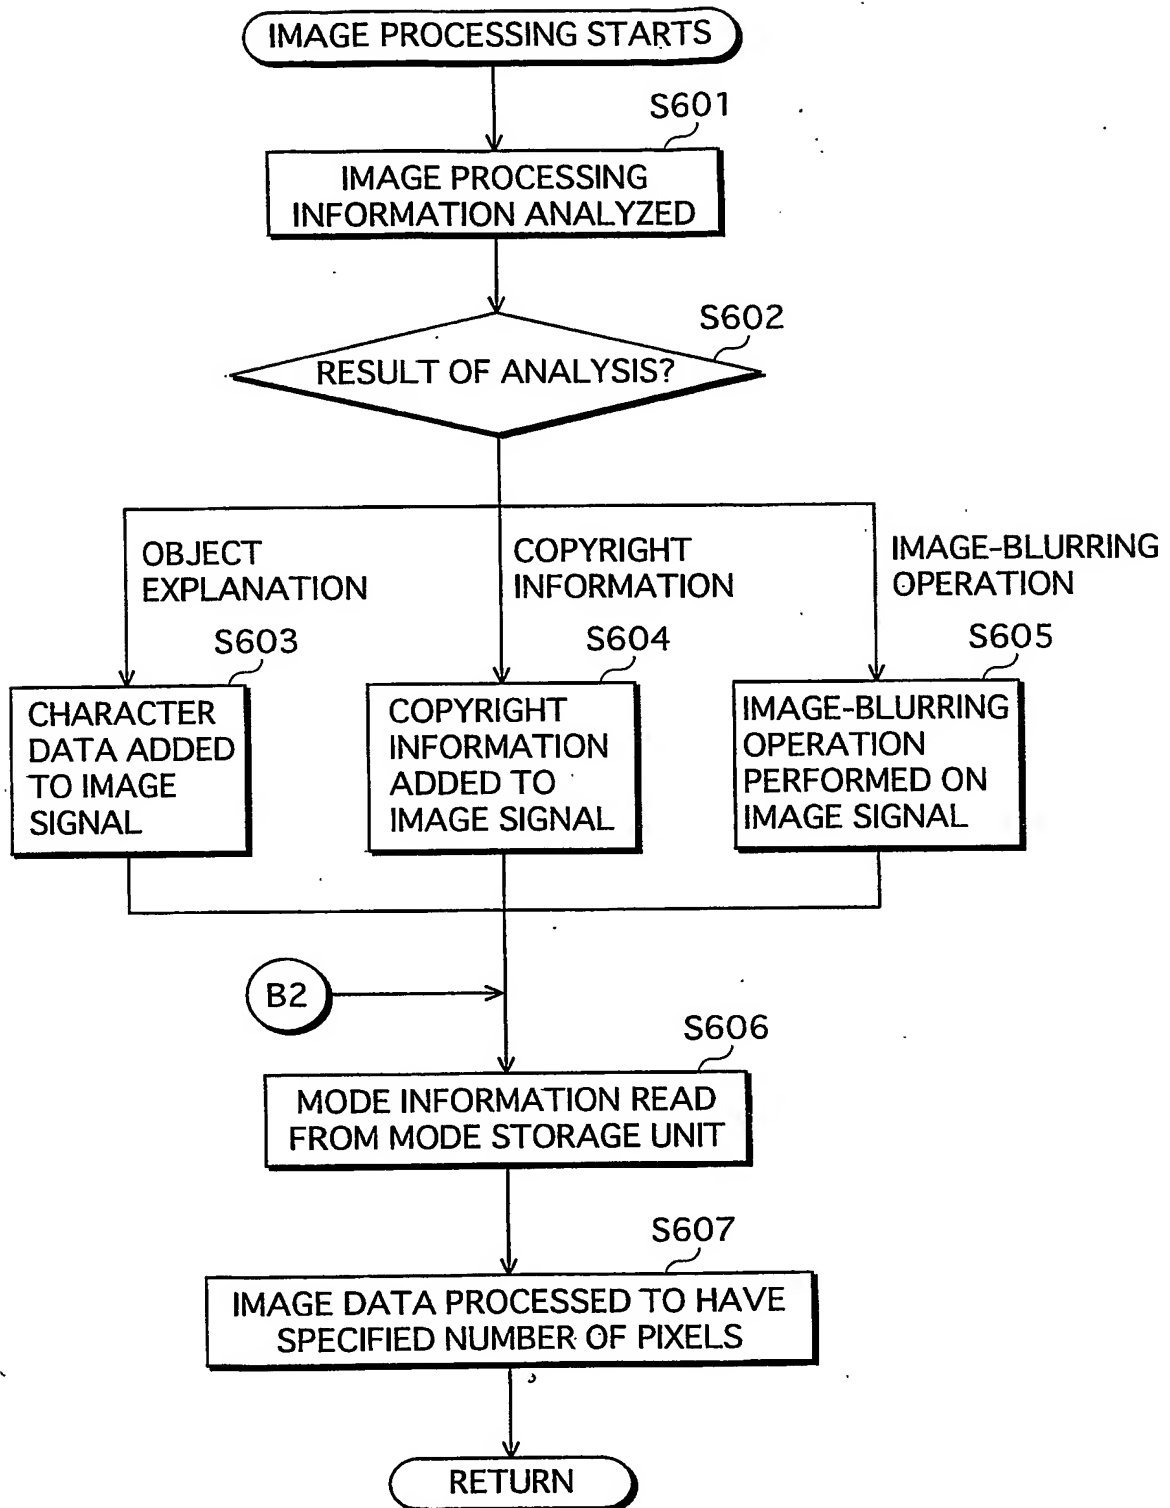 IMAGE PROCESSING STARTS
S601
IMAGE PROCESSING
INFORMATION ANALYZED
S602
RESULT OF ANALYSIS?
OBJECT
EXPLANATION
COPYRIGHT
INFORMATION
IMAGE-BLURRING
OPERATION
S603
CHARACTER
DATA ADDED
TO IMAGE
SIGNAL
S604
COPYRIGHT
INFORMATION
ADDED TO
IMAGE SIGNAL
S605
IMAGE-BLURRING
OPERATION
PERFORMED ON
IMAGE SIGNAL
B2
S606
MODE INFORMATION READ
FROM MODE STORAGE UNIT
S607
IMAGE DATA PROCESSED TO HAVE
SPECIFIED NUMBER OF PIXELS
RETURN